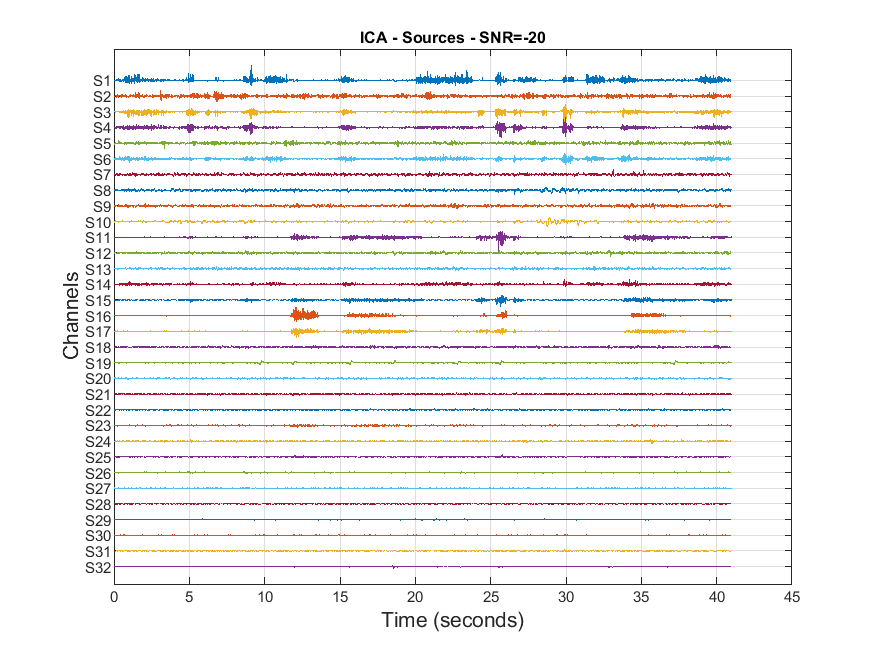 ICA - Sources - SNR=-20
S1
S2
S3
S4
S5
S6
S7
S8
S9
S10
S11
S12
S13
S14
S15
S16
S17
S18
S19
S20
S21
S22
S23
S24
S25
S26
S27
S28
S29
S30
S31
S32
Channels
0 5 10 15 20 25 30 35 40 45
Time (seconds)